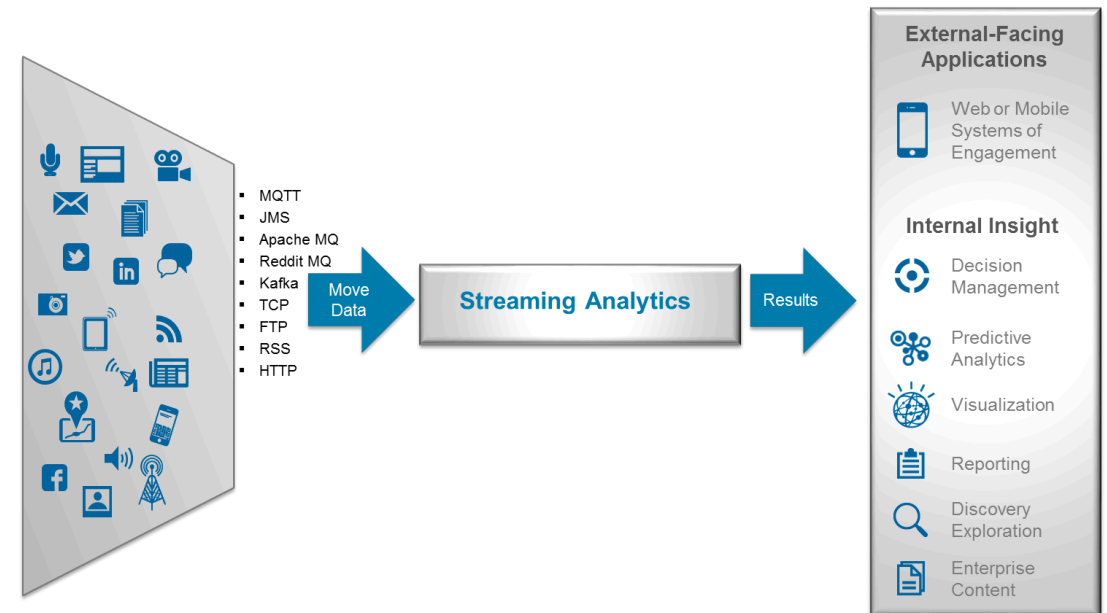 MQTT
JMS
Apache MQ
Reddit MQ
Kafka
TCP
FTP
RSS
HTTP
Move
Data
Streaming Analytics
Results
External-Facing
Applications
Web or Mobile
Systems of
Engagement
Internal Insight
Decision
Management
Predictive
Analytics
Visualization
Reporting
Discovery
Exploration
Enterprise
Content